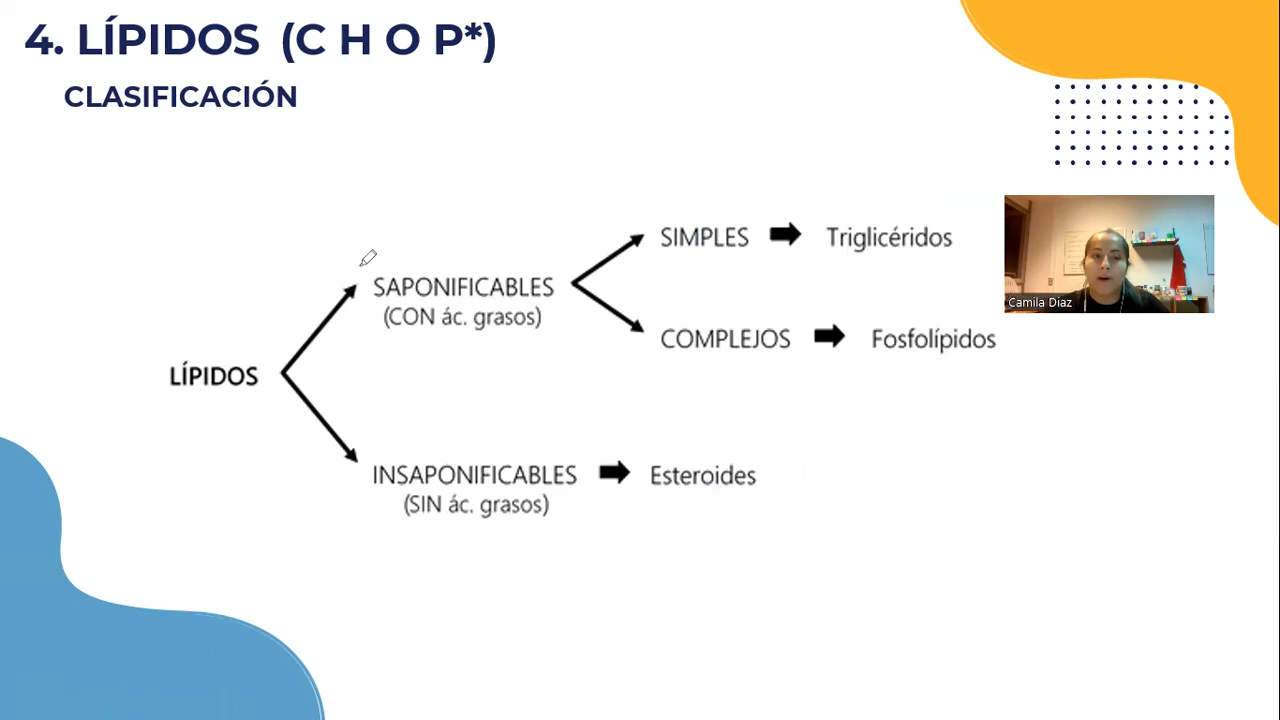 4. LÍPIDOS (C H O P*)
CLASIFICACIÓN
SIMPLES ➡ Triglicéridos
SAPONIFICABLES
(CON ác. grasos)
Camila Diaz
COMPLEJOS ➡ Fosfolípidos
LÍPIDOS
INSAPONIFICABLES ➡ Esteroides
(SIN ác. grasos)